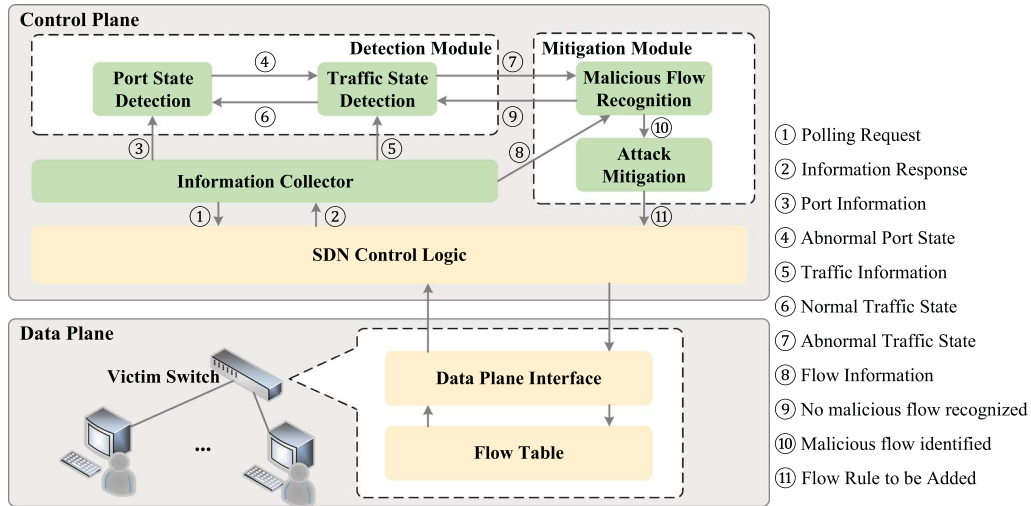 Control Plane
Detection Module
Mitigation Module
Port State
Detection
④
⑥
Traffic State
Detection
⑦
⑨
Malicious Flow
Recognition
⑩
③
⑤
⑧
Attack
Mitigation
Information Collector
①
②
⑪
SDN Control Logic
Data Plane
Victim Switch
...
Data Plane Interface
Flow Table
① Polling Request
② Information Response
③ Port Information
④ Abnormal Port State
⑤ Traffic Information
⑥ Normal Traffic State
⑦ Abnormal Traffic State
⑧ Flow Information
⑨ No malicious flow recognized
⑩ Malicious flow identified
⑪ Flow Rule to be Added